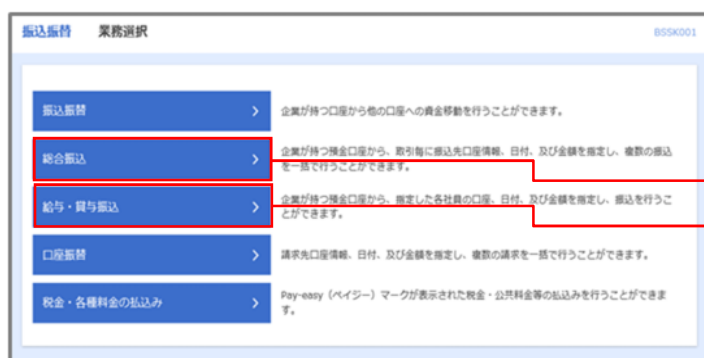 振込振替 業務選択 BSSK001
振込振替 企業が持つ口座から他の口座への資金移動を行うことができます。
総合振込 企業が持つ預金口座から、取引毎に振込先口座情報、日付、及び金額を指定し、複数の振込
を一括で行うことができます。
給与・賞与振込 企業が持つ預金口座から、指定した各社員の口座、日付、及び金額を指定し、振込を行うこ
とができます。
口座振替 請求先口座情報、日付、及び金額を指定し、複数の請求を一括で行うことができます。
税金・各種料金の払込み Pay-easy（ペイジー）マークが表示された税金・公共料金等の払込みを行うことができま
す。